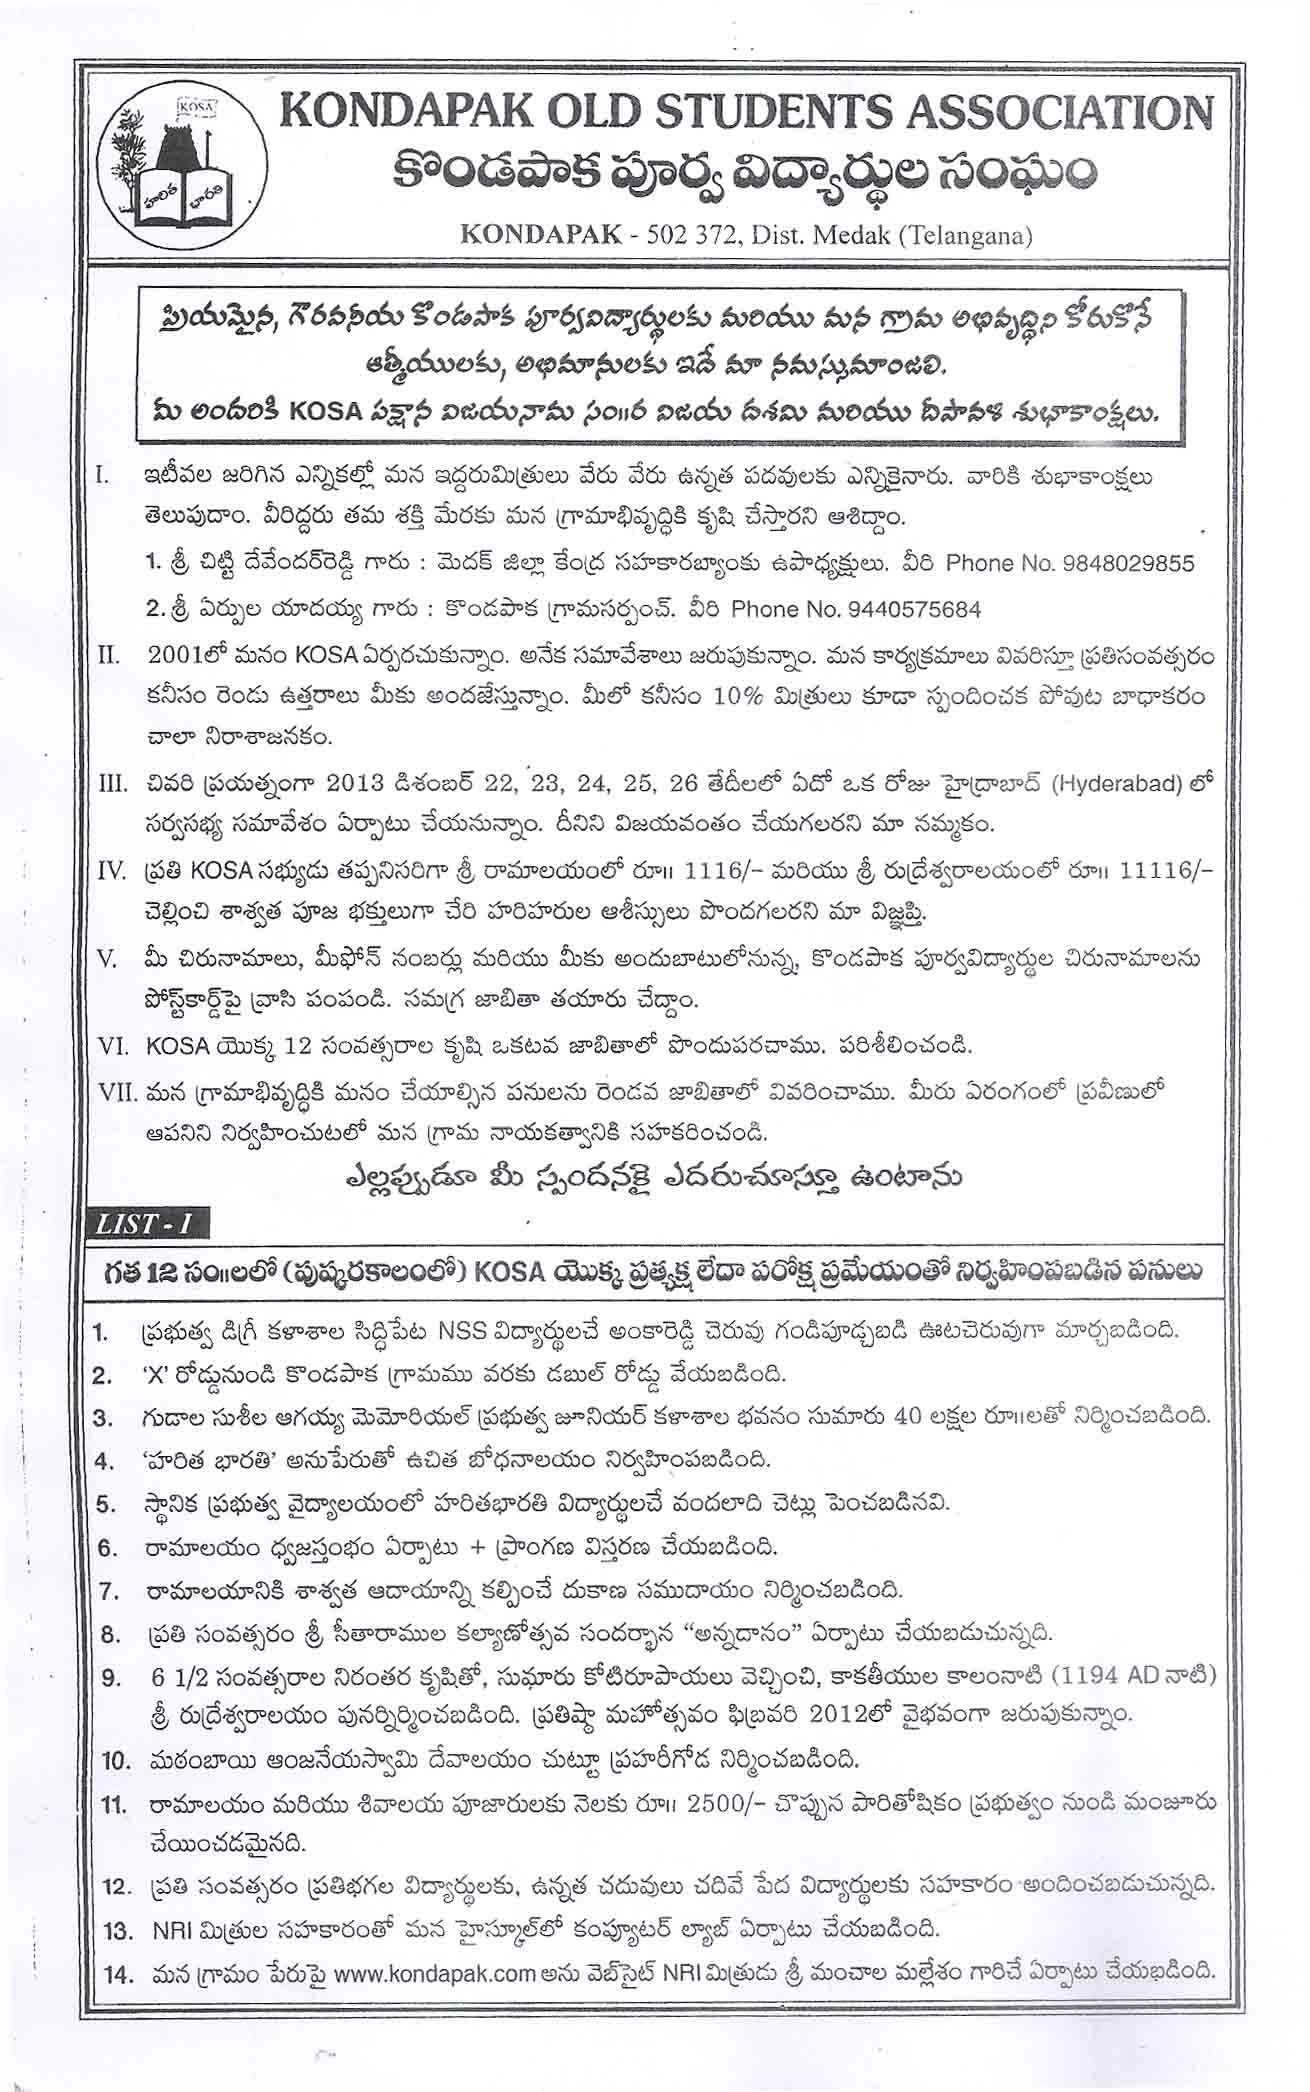 KOSA
హరిత
భారతి
KONDAPAK OLD STUDENTS ASSOCIATION
కొండపాక పూర్వ విద్యార్థుల సంఘం
KONDAPAK - 502 372, Dist. Medak (Telangana)
ప్రియమైన, గౌరవనీయ కొండపాక పూర్వవిద్యార్థులకు మరియు మన గ్రామ అభివృద్ధిని కోరుకొనే
ఆత్మీయులకు, అభిమానులకు ఇదే మా నమస్సుమాంజలి.
మీ అందరికి KOSA పక్షాన విజయనామ సం॥ర విజయ దశమి మరియు దీపావళి శుభాకాంక్షలు.
I. ఇటీవల జరిగిన ఎన్నికల్లో మన ఇద్దరుమిత్రులు వేరు వేరు ఉన్నత పదవులకు ఎన్నికైనారు. వారికి శుభాకాంక్షలు
తెలుపుదాం. వీరిద్దరు తమ శక్తి మేరకు మన గ్రామాభివృద్ధికి కృషి చేస్తారని ఆశిద్దాం.
1. శ్రీ చిట్టి దేవేందర్‌రెడ్డి గారు : మెదక్ జిల్లా కేంద్ర సహకారబ్యాంకు ఉపాధ్యక్షులు. వీరి Phone No. 9848029855
2. శ్రీ ఏర్పుల యాదయ్య గారు : కొండపాక గ్రామసర్పంచ్. వీరి Phone No. 9440575684
II. 2001లో మనం KOSA ఏర్పరచుకున్నాం. అనేక సమావేశాలు జరుపుకున్నాం. మన కార్యక్రమాలు వివరిస్తూ ప్రతిసంవత్సరం
కనీసం రెండు ఉత్తరాలు మీకు అందజేస్తున్నాం. మీలో కనీసం 10% మిత్రులు కూడా స్పందించక పోవుట బాధాకరం
చాలా నిరాశాజనకం.
III. చివరి ప్రయత్నంగా 2013 డిశంబర్ 22, 23, 24, 25, 26 తేదీలలో ఏదో ఒక రోజు హైద్రాబాద్ (Hyderabad) లో
సర్వసభ్య సమావేశం ఏర్పాటు చేయనున్నాం. దీనిని విజయవంతం చేయగలరని మా నమ్మకం.
IV. ప్రతి KOSA సభ్యుడు తప్పనిసరిగా శ్రీ రామాలయంలో రూ॥ 1116/- మరియు శ్రీ రుద్రేశ్వరాలయంలో రూ॥ 11116/-
చెల్లించి శాశ్వత పూజ భక్తులుగా చేరి హరిహరుల ఆశీస్సులు పొందగలరని మా విజ్ఞప్తి.
V. మీ చిరునామాలు, మీఫోన్ నంబర్లు మరియు మీకు అందుబాటులోనున్న, కొండపాక పూర్వవిద్యార్థుల చిరునామాలను
పోస్ట్‌కార్డ్‌పై వ్రాసి పంపండి. సమగ్ర జాబితా తయారు చేద్దాం.
VI. KOSA యొక్క 12 సంవత్సరాల కృషి ఒకటవ జాబితాలో పొందుపరచాము. పరిశీలించండి.
VII. మన గ్రామాభివృద్ధికి మనం చేయాల్సిన పనులను రెండవ జాబితాలో వివరించాము. మీరు ఏరంగంలో ప్రవీణులో
ఆపనిని నిర్వహించుటలో మన గ్రామ నాయకత్వానికి సహకరించండి.
ఎల్లప్పుడూ మీ స్పందనకై ఎదురుచూస్తూ ఉంటాను
LIST - I
గత 12 సం॥లలో (పుష్కరకాలంలో) KOSA యొక్క ప్రత్యక్ష లేదా పరోక్ష ప్రమేయంతో నిర్వహింపబడిన పనులు
1. ప్రభుత్వ డిగ్రీ కళాశాల సిద్ధిపేట NSS విద్యార్థులచే అంకారెడ్డి చెరువు గండిపూడ్చబడి ఊటచెరువుగా మార్చబడింది.
2. ‘X’ రోడ్డునుండి కొండపాక గ్రామము వరకు డబుల్ రోడ్డు వేయబడింది.
3. గుడాల సుశీల ఆగయ్య మెమోరియల్ ప్రభుత్వ జూనియర్ కళాశాల భవనం సుమారు 40 లక్షల రూ॥లతో నిర్మించబడింది.
4. ‘హరిత భారతి’ అనుపేరుతో ఉచిత బోధనాలయం నిర్వహింపబడింది.
5. స్థానిక ప్రభుత్వ వైద్యాలయంలో హరితభారతి విద్యార్థులచే వందలాది చెట్లు పెంచబడినవి.
6. రామాలయం ధ్వజస్తంభం ఏర్పాటు + ప్రాంగణ విస్తరణ చేయబడింది.
7. రామాలయానికి శాశ్వత ఆదాయాన్ని కల్పించే దుకాణ సముదాయం నిర్మించబడింది.
8. ప్రతి సంవత్సరం శ్రీ సీతారాముల కల్యాణోత్సవ సందర్భాన “అన్నదానం” ఏర్పాటు చేయబడుచున్నది.
9. 6 1/2 సంవత్సరాల నిరంతర కృషితో, సుమారు కోటిరూపాయలు వెచ్చించి, కాకతీయుల కాలంనాటి (1194 AD నాటి)
శ్రీ రుద్రేశ్వరాలయం పునర్నిర్మించబడింది. ప్రతిష్ఠా మహోత్సవం ఫిబ్రవరి 2012లో వైభవంగా జరుపుకున్నాం.
10. మఠంబాయి ఆంజనేయస్వామి దేవాలయం చుట్టూ ప్రహరీగోడ నిర్మించబడింది.
11. రామాలయం మరియు శివాలయ పూజారులకు నెలకు రూ॥ 2500/- చొప్పున పారితోషికం ప్రభుత్వం నుండి మంజూరు
చేయించడమైనది.
12. ప్రతి సంవత్సరం ప్రతిభగల విద్యార్థులకు, ఉన్నత చదువులు చదివే పేద విద్యార్థులకు సహకారం అందించబడుచున్నది.
13. NRI మిత్రుల సహకారంతో మన హైస్కూల్‌లో కంప్యూటర్ ల్యాబ్ ఏర్పాటు చేయబడింది.
14. మన గ్రామం పేరుపై www.kondapak.com అను వెబ్‌సైట్ NRI మిత్రుడు శ్రీ మంచాల మల్లేశం గారిచే ఏర్పాటు చేయబడింది.